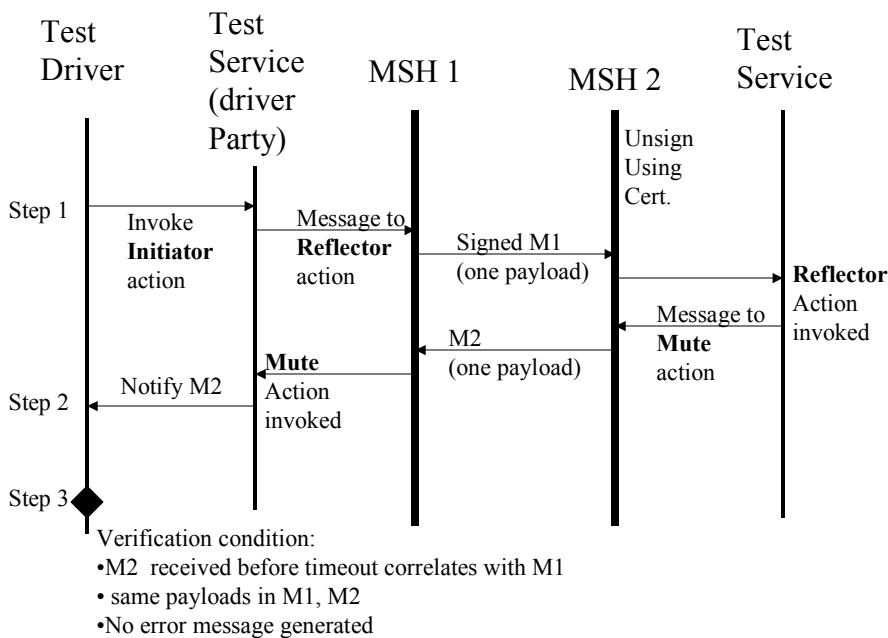 Test
Driver
Test
Service
(driver
Party)
MSH 1
MSH 2
Test
Service
Unsign
Using
Cert.
Step 1
Invoke
Initiator
action
Message to
Reflector
action
Signed M1
(one payload)
Reflector
Action
invoked
Message to
Mute
action
M2
(one payload)
Mute
Action
invoked
Notify M2
Step 2
Step 3
Verification condition:
•M2 received before timeout correlates with M1
• same payloads in M1, M2
•No error message generated